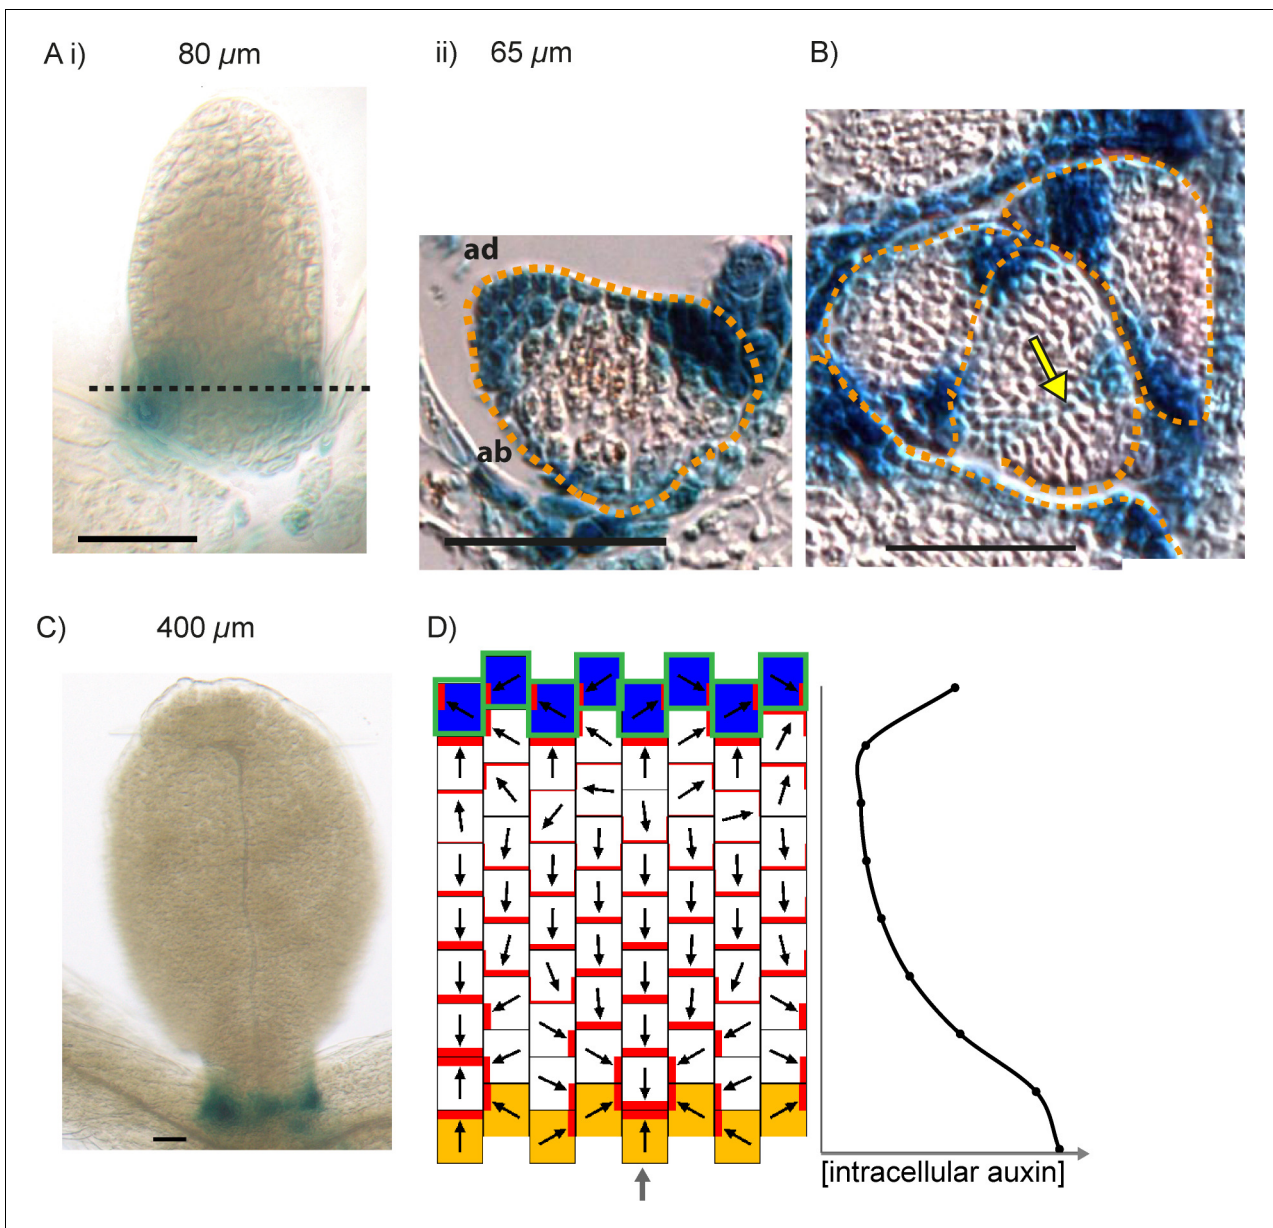 A i) 80 µm
ii) 65 µm
B)
ad
ab
C) 400 µm
D)
[intracellular auxin]